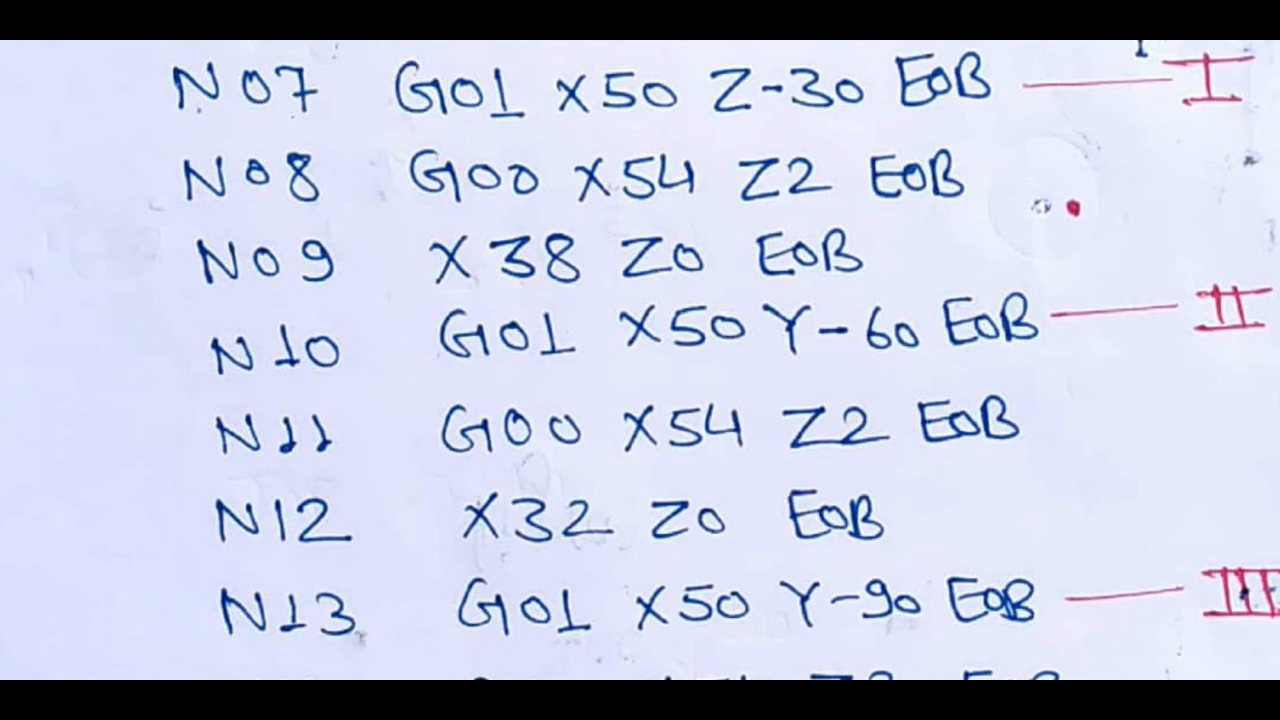 N07 G01 X50 Z-30 EOB — I
N08 G00 X54 Z2 EOB
N09 X38 Z0 EOB
N10 G01 X50 Y-60 EOB — II
N11 G00 X54 Z2 EOB
N12 X32 Z0 EOB
N13 G01 X50 Y-90 EOB — III